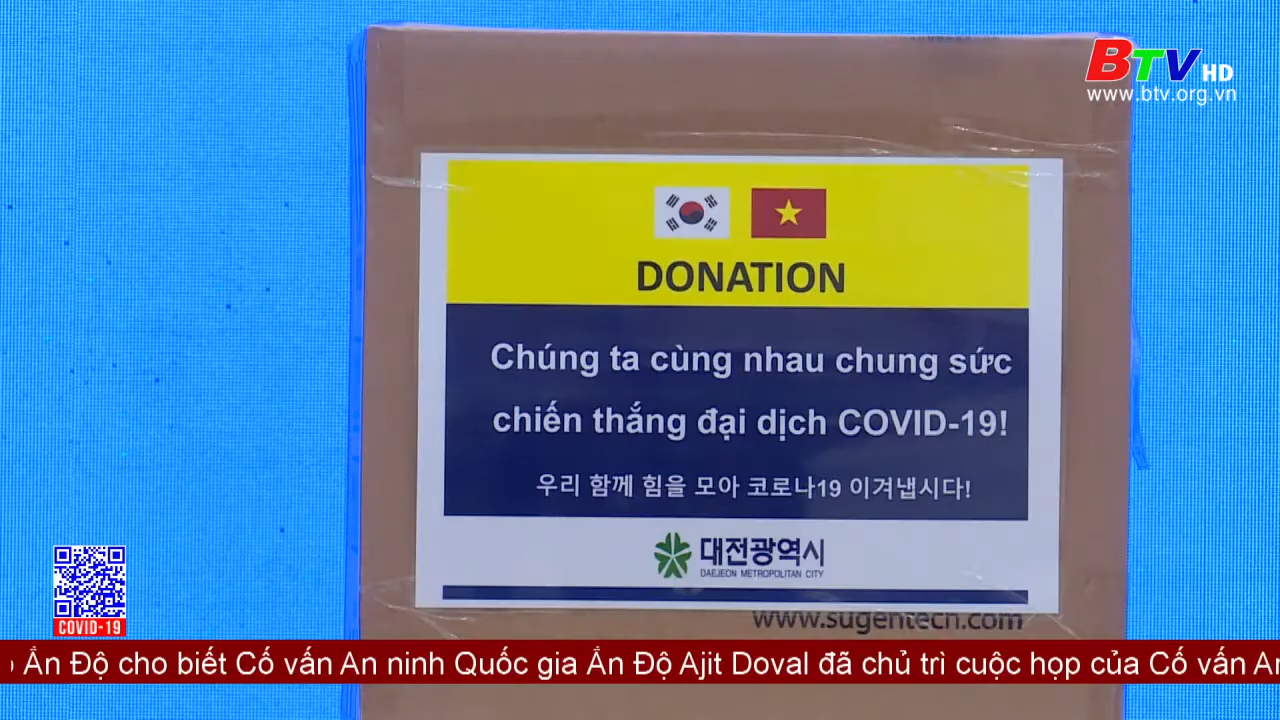 BTV HD
www.btv.org.vn
DONATION
Chúng ta cùng nhau chung sức
chiến thắng đại dịch COVID-19!
우리 함께 힘을 모아 코로나19 이겨냅시다!
대전광역시
DAEJEON METROPOLITAN CITY
www.sugentech.com
COVID-19
Ấn Độ cho biết Cố vấn An ninh Quốc gia Ấn Độ Ajit Doval đã chủ trì cuộc họp của Cố vấn An